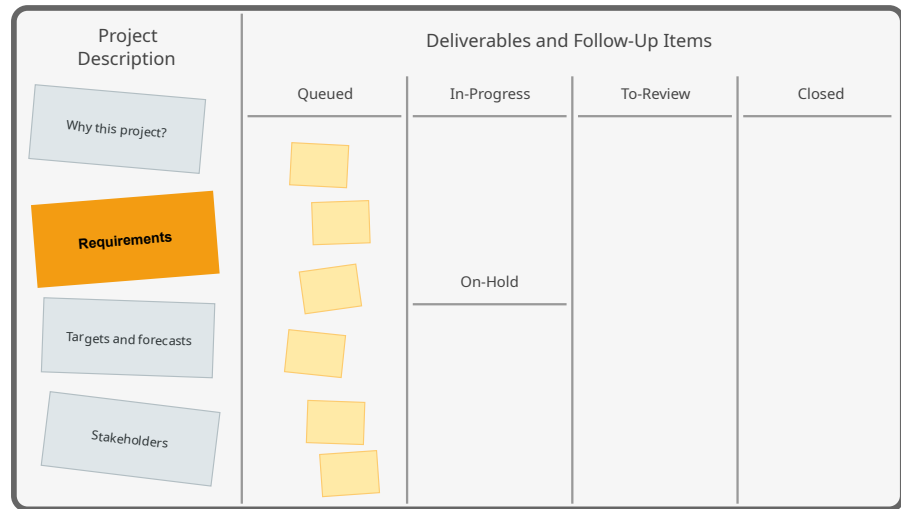 Project
Description
Deliverables and Follow-Up Items
Queued
In-Progress
To-Review
Closed
Why this project?
Requirements
On-Hold
Targets and forecasts
Stakeholders